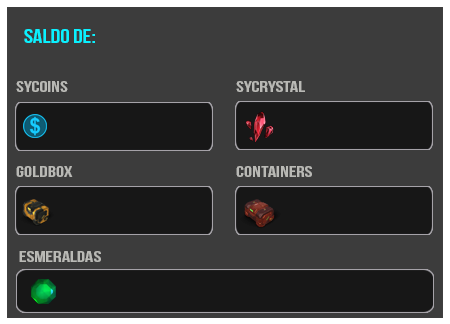 SALDO DE:
SYCOINS
SYCRYSTAL
$
GOLDBOX
CONTAINERS
ESMERALDAS